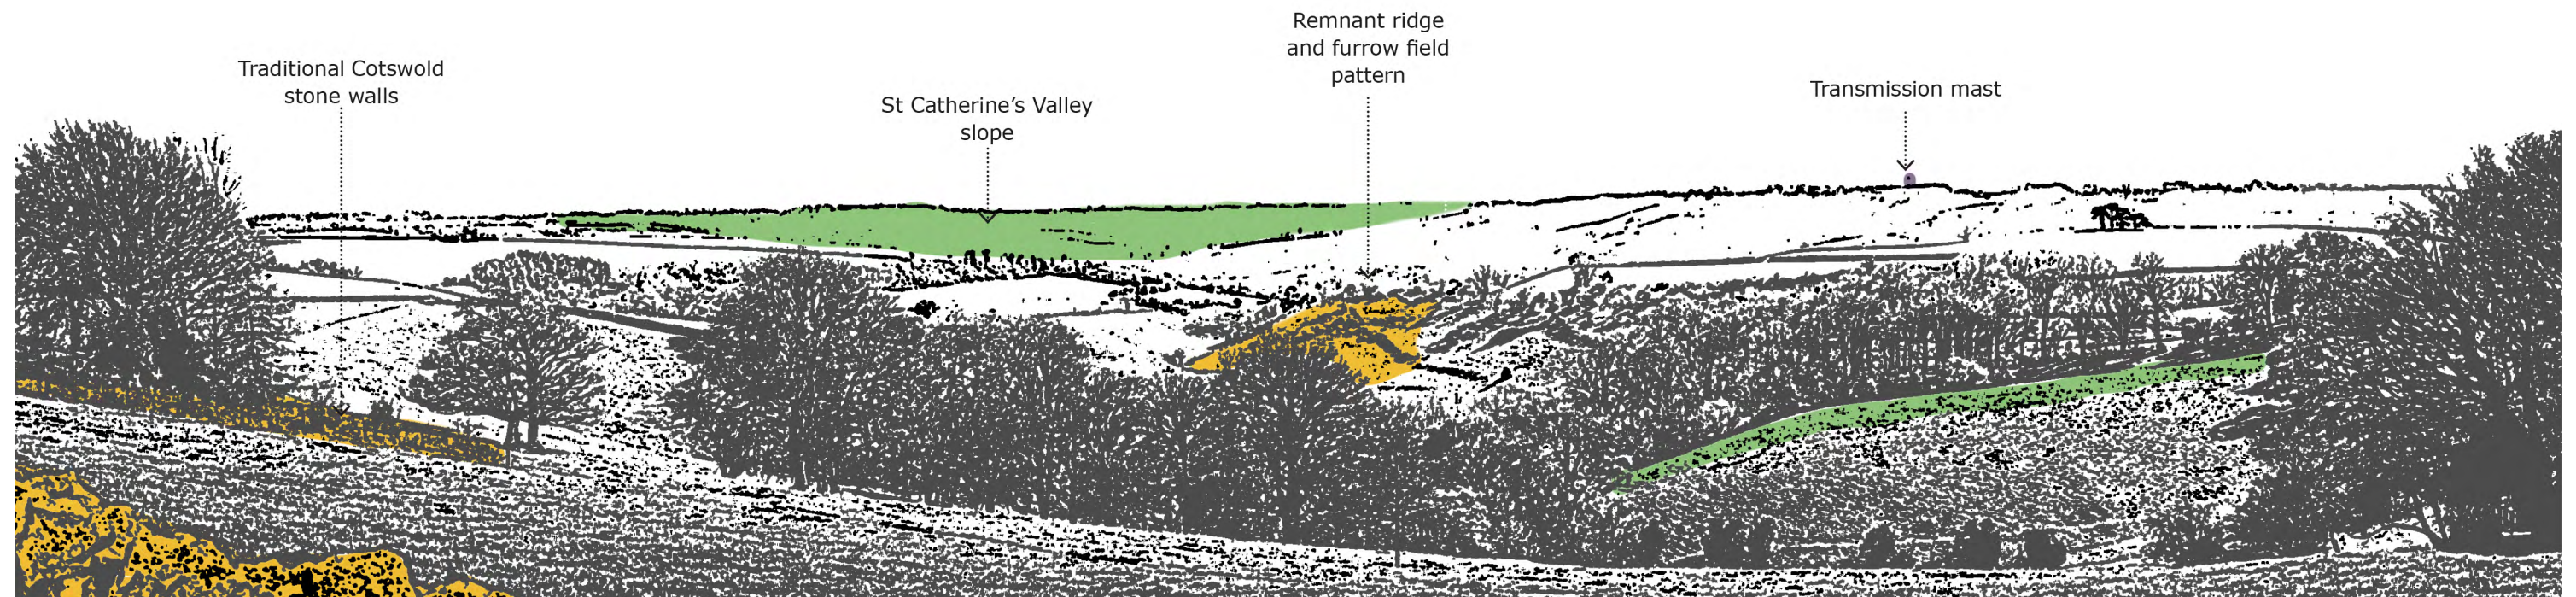 Traditional Cotswold
stone walls
St Catherine’s Valley
slope
Remnant ridge
and furrow field
pattern
Transmission mast